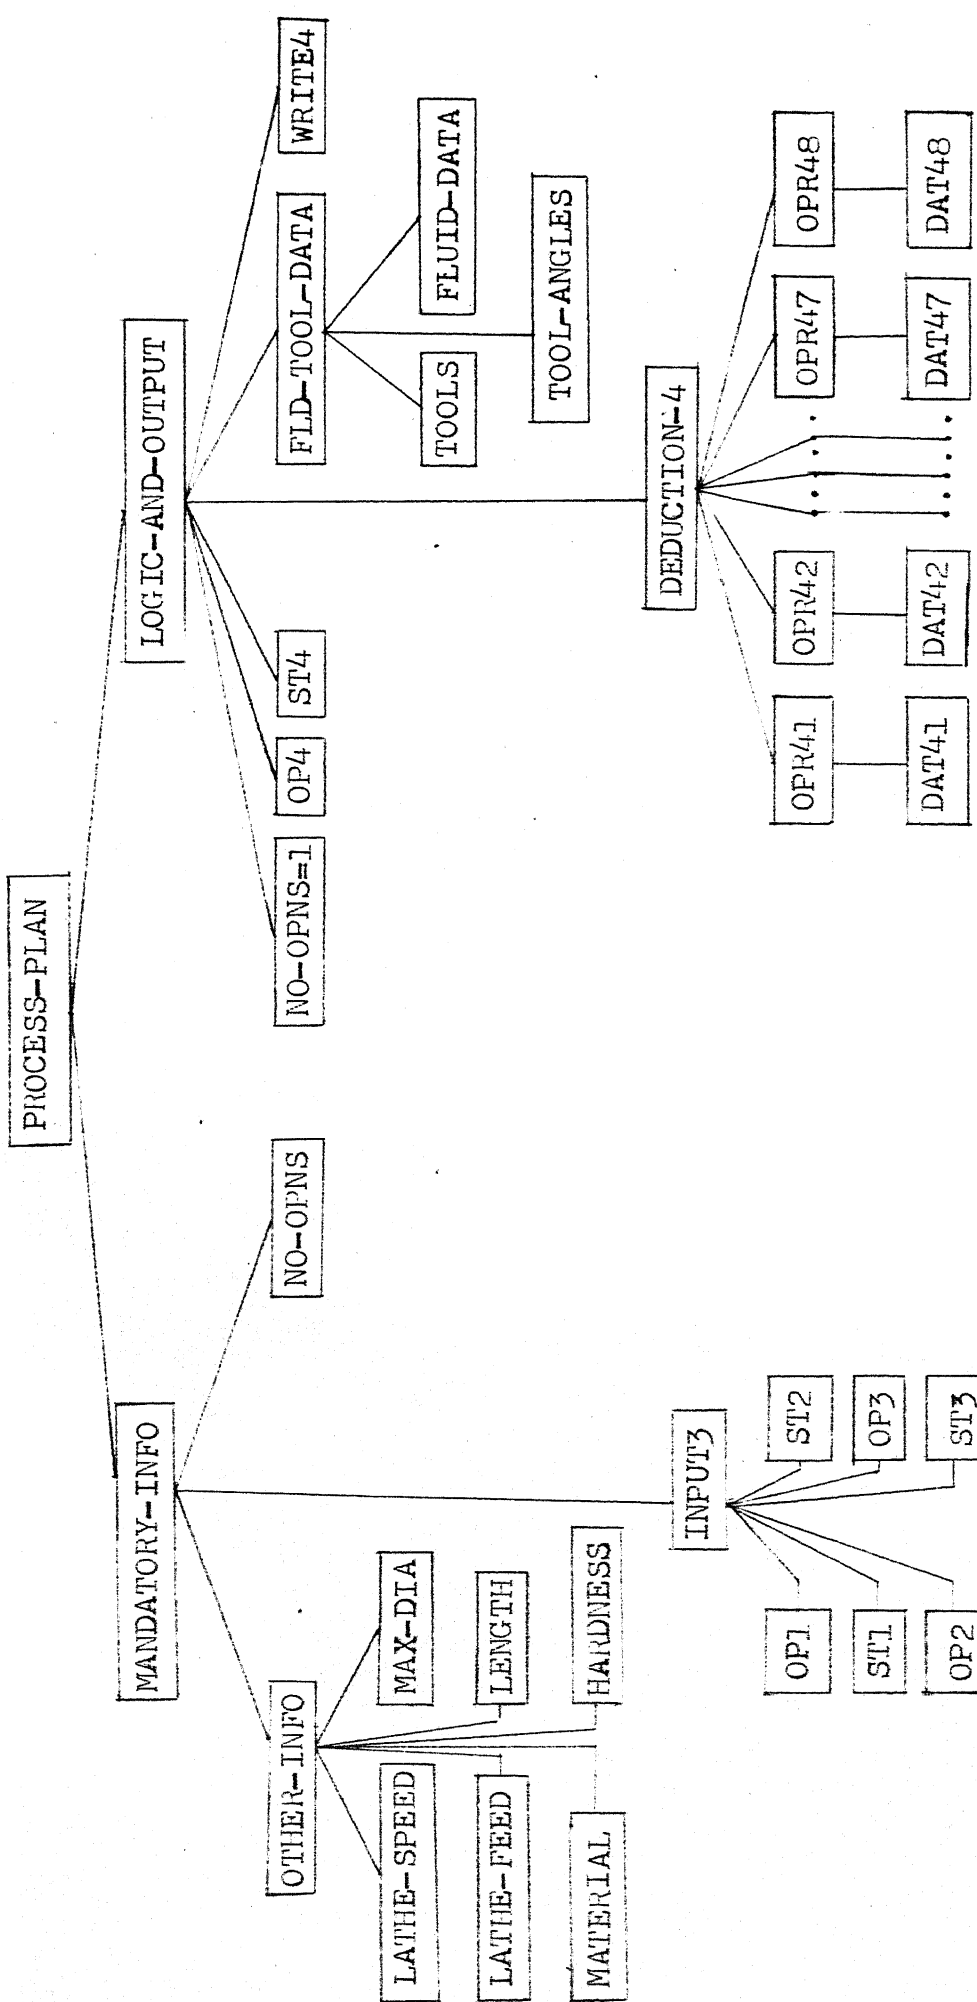 PROCESS-PLAN
MANDATORY-INFO
LOGIC-AND-OUTPUT
OTHER-INFO
NO-OPNS
NO-OPNS=1
OP4
ST4
FLD-TOOL-DATA
WRITE4
LATHE-SPEED
MAX-DIA
TOOLS
FLUID-DATA
LATHE-FEED
LENGTH
TOOL-ANGLES
MATERIAL
HARDNESS
INPUT3
DEDUCTION-4
OP1
ST2
OPR41
OPR42
OPR47
OPR48
ST1
OP3
OP2
ST3
DAT41
DAT42
DAT47
DAT48